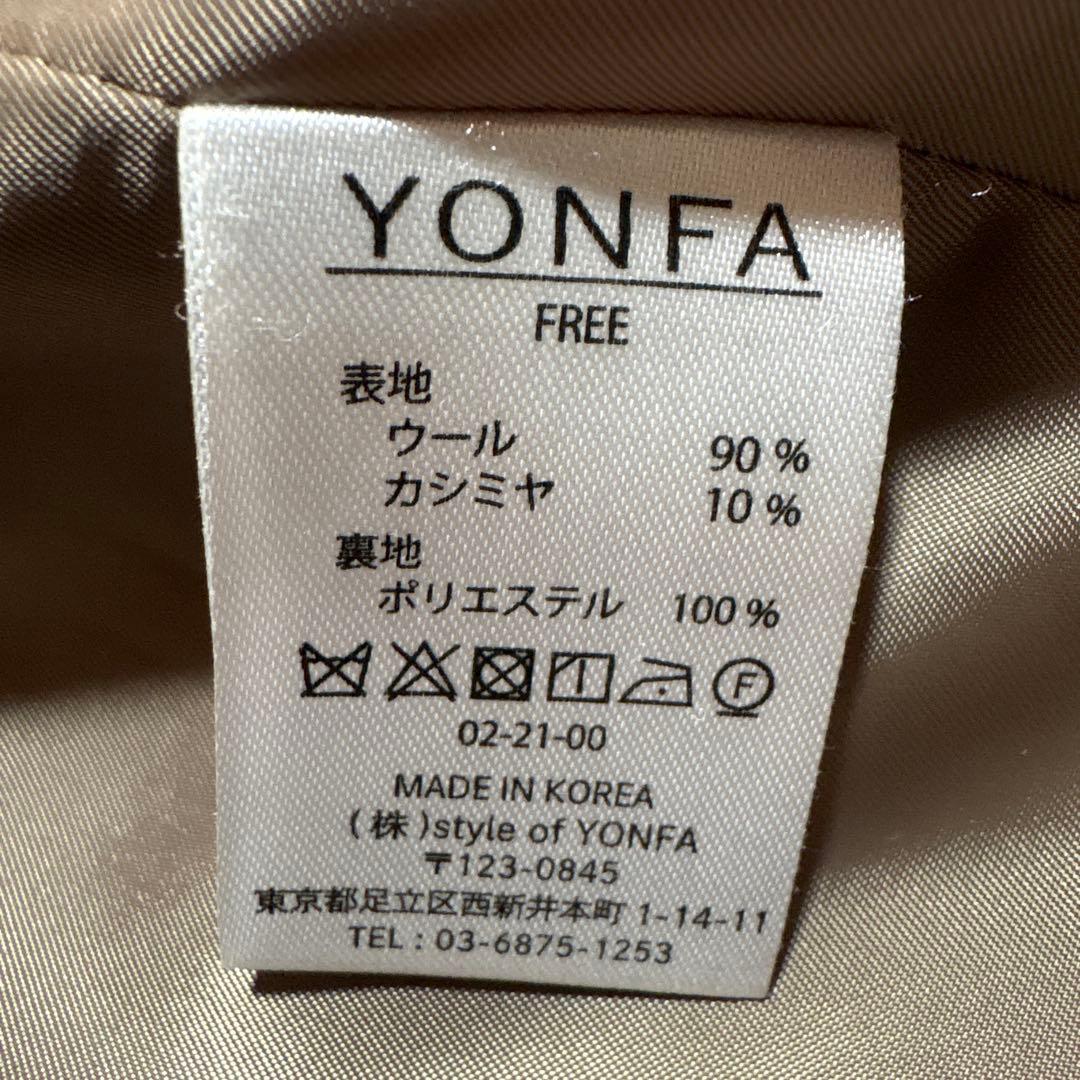 YONFA
FREE
表地
ウール 90 %
カシミヤ 10 %
裏地
ポリエステル 100 %
F
02-21-00
MADE IN KOREA
(株)style of YONFA
〒123-0845
東京都足立区西新井本町 1-14-11
TEL : 03-6875-1253